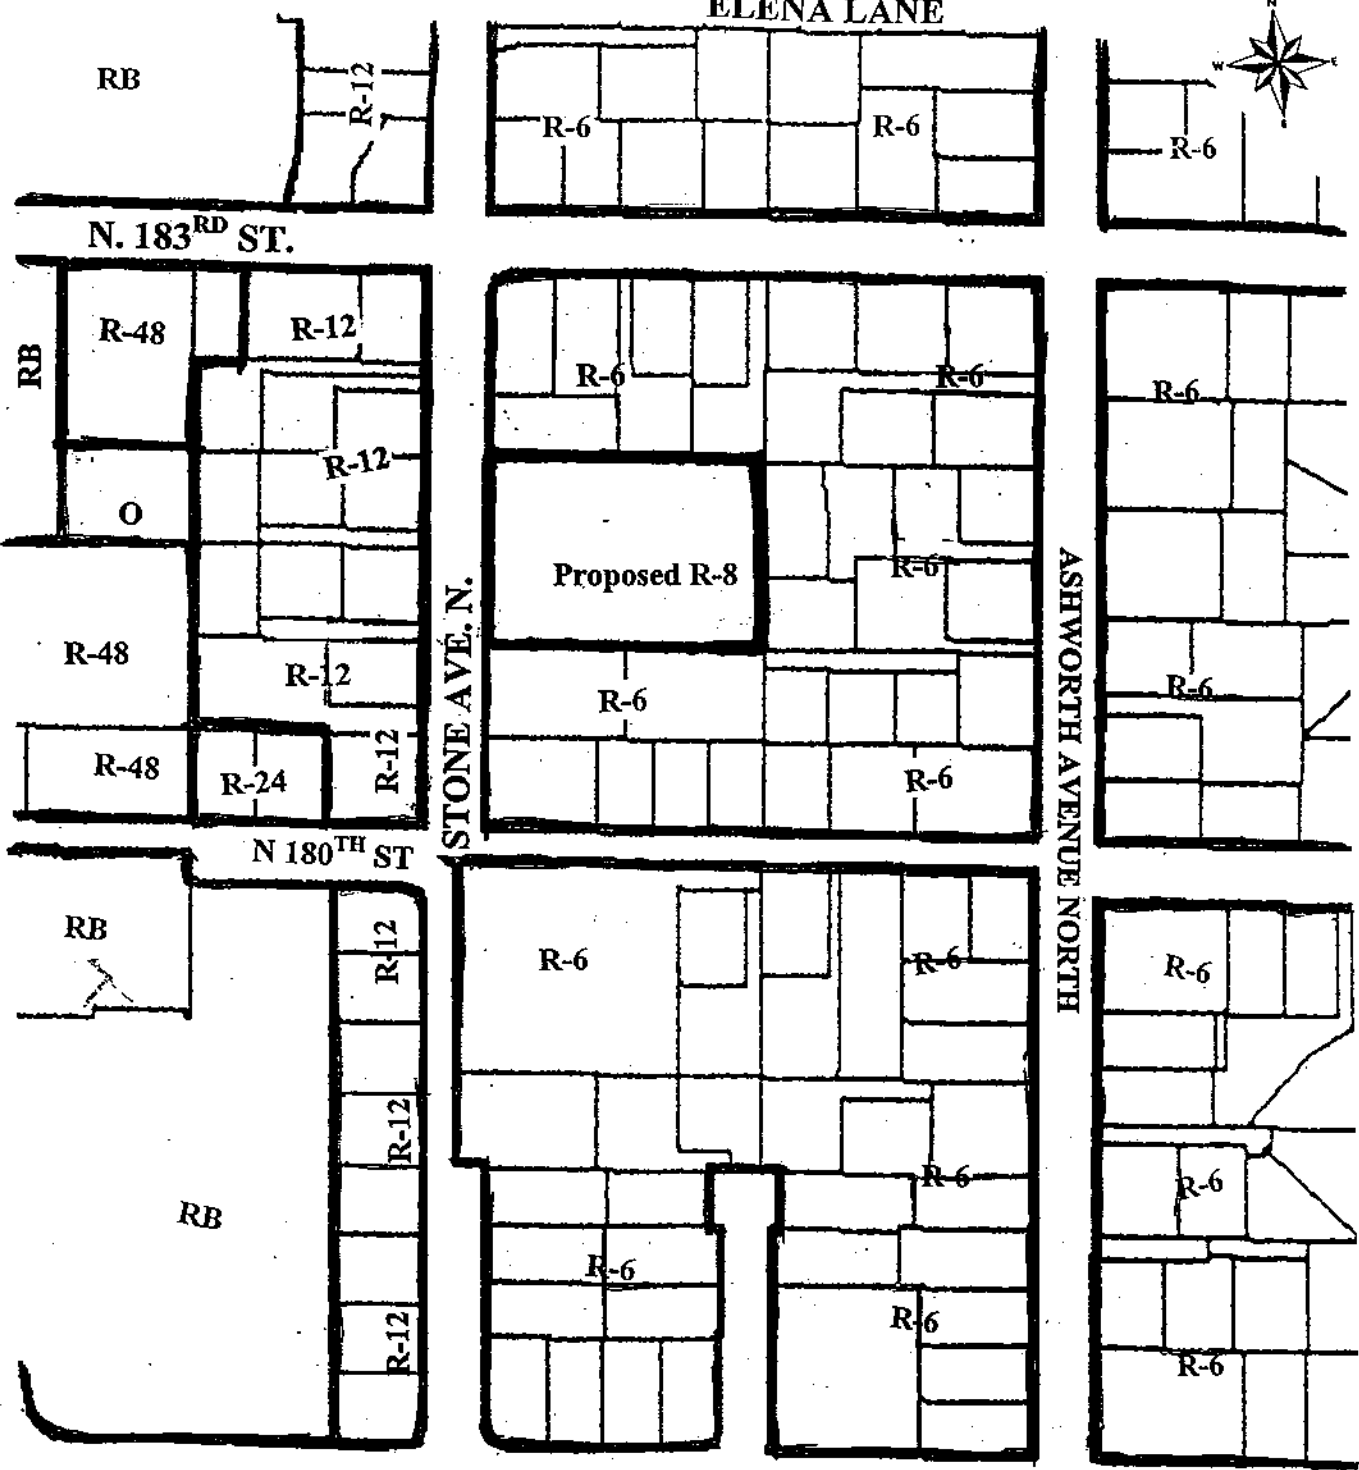 ELENA LANE
N
W
E
S
RB
R-12
R-6
R-6
R-6
N. 183RD ST.
RB
R-48
R-12
R-6
R-6
R-6
R-12
O
Proposed R-8
R-6
R-48
R-12
R-6
R-6
R-48
R-24
R-12
R-6
STONE AVE. N.
ASHWORTH AVENUE NORTH
N 180TH ST
RB
R-12
R-6
R-6
R-6
R-12
R-6
R-6
RB
R-6
R-12
R-6
R-6